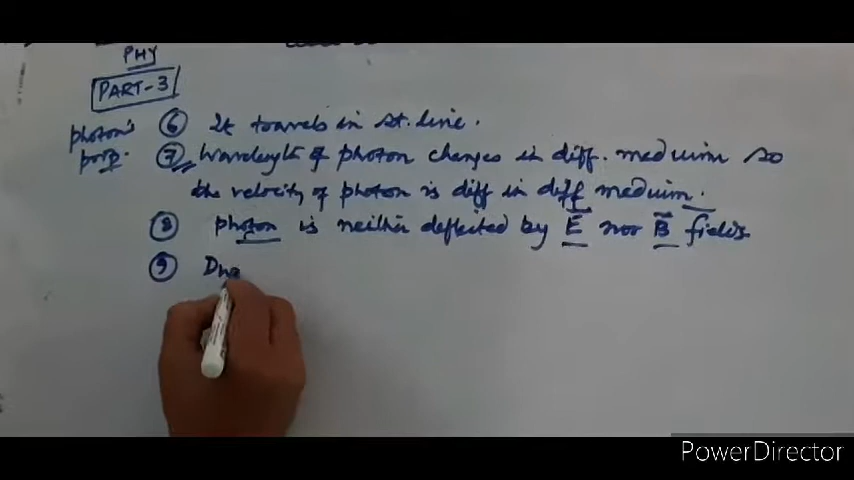 PHY
PART-3
photon's prop.
⑥ It travels in st. line.
⑦ Wavelength of photon changes in diff. medium so
the velocity of photon is diff in diff medium.
⑧ photon is neither deflected by E nor B fields
⑨
PowerDirector